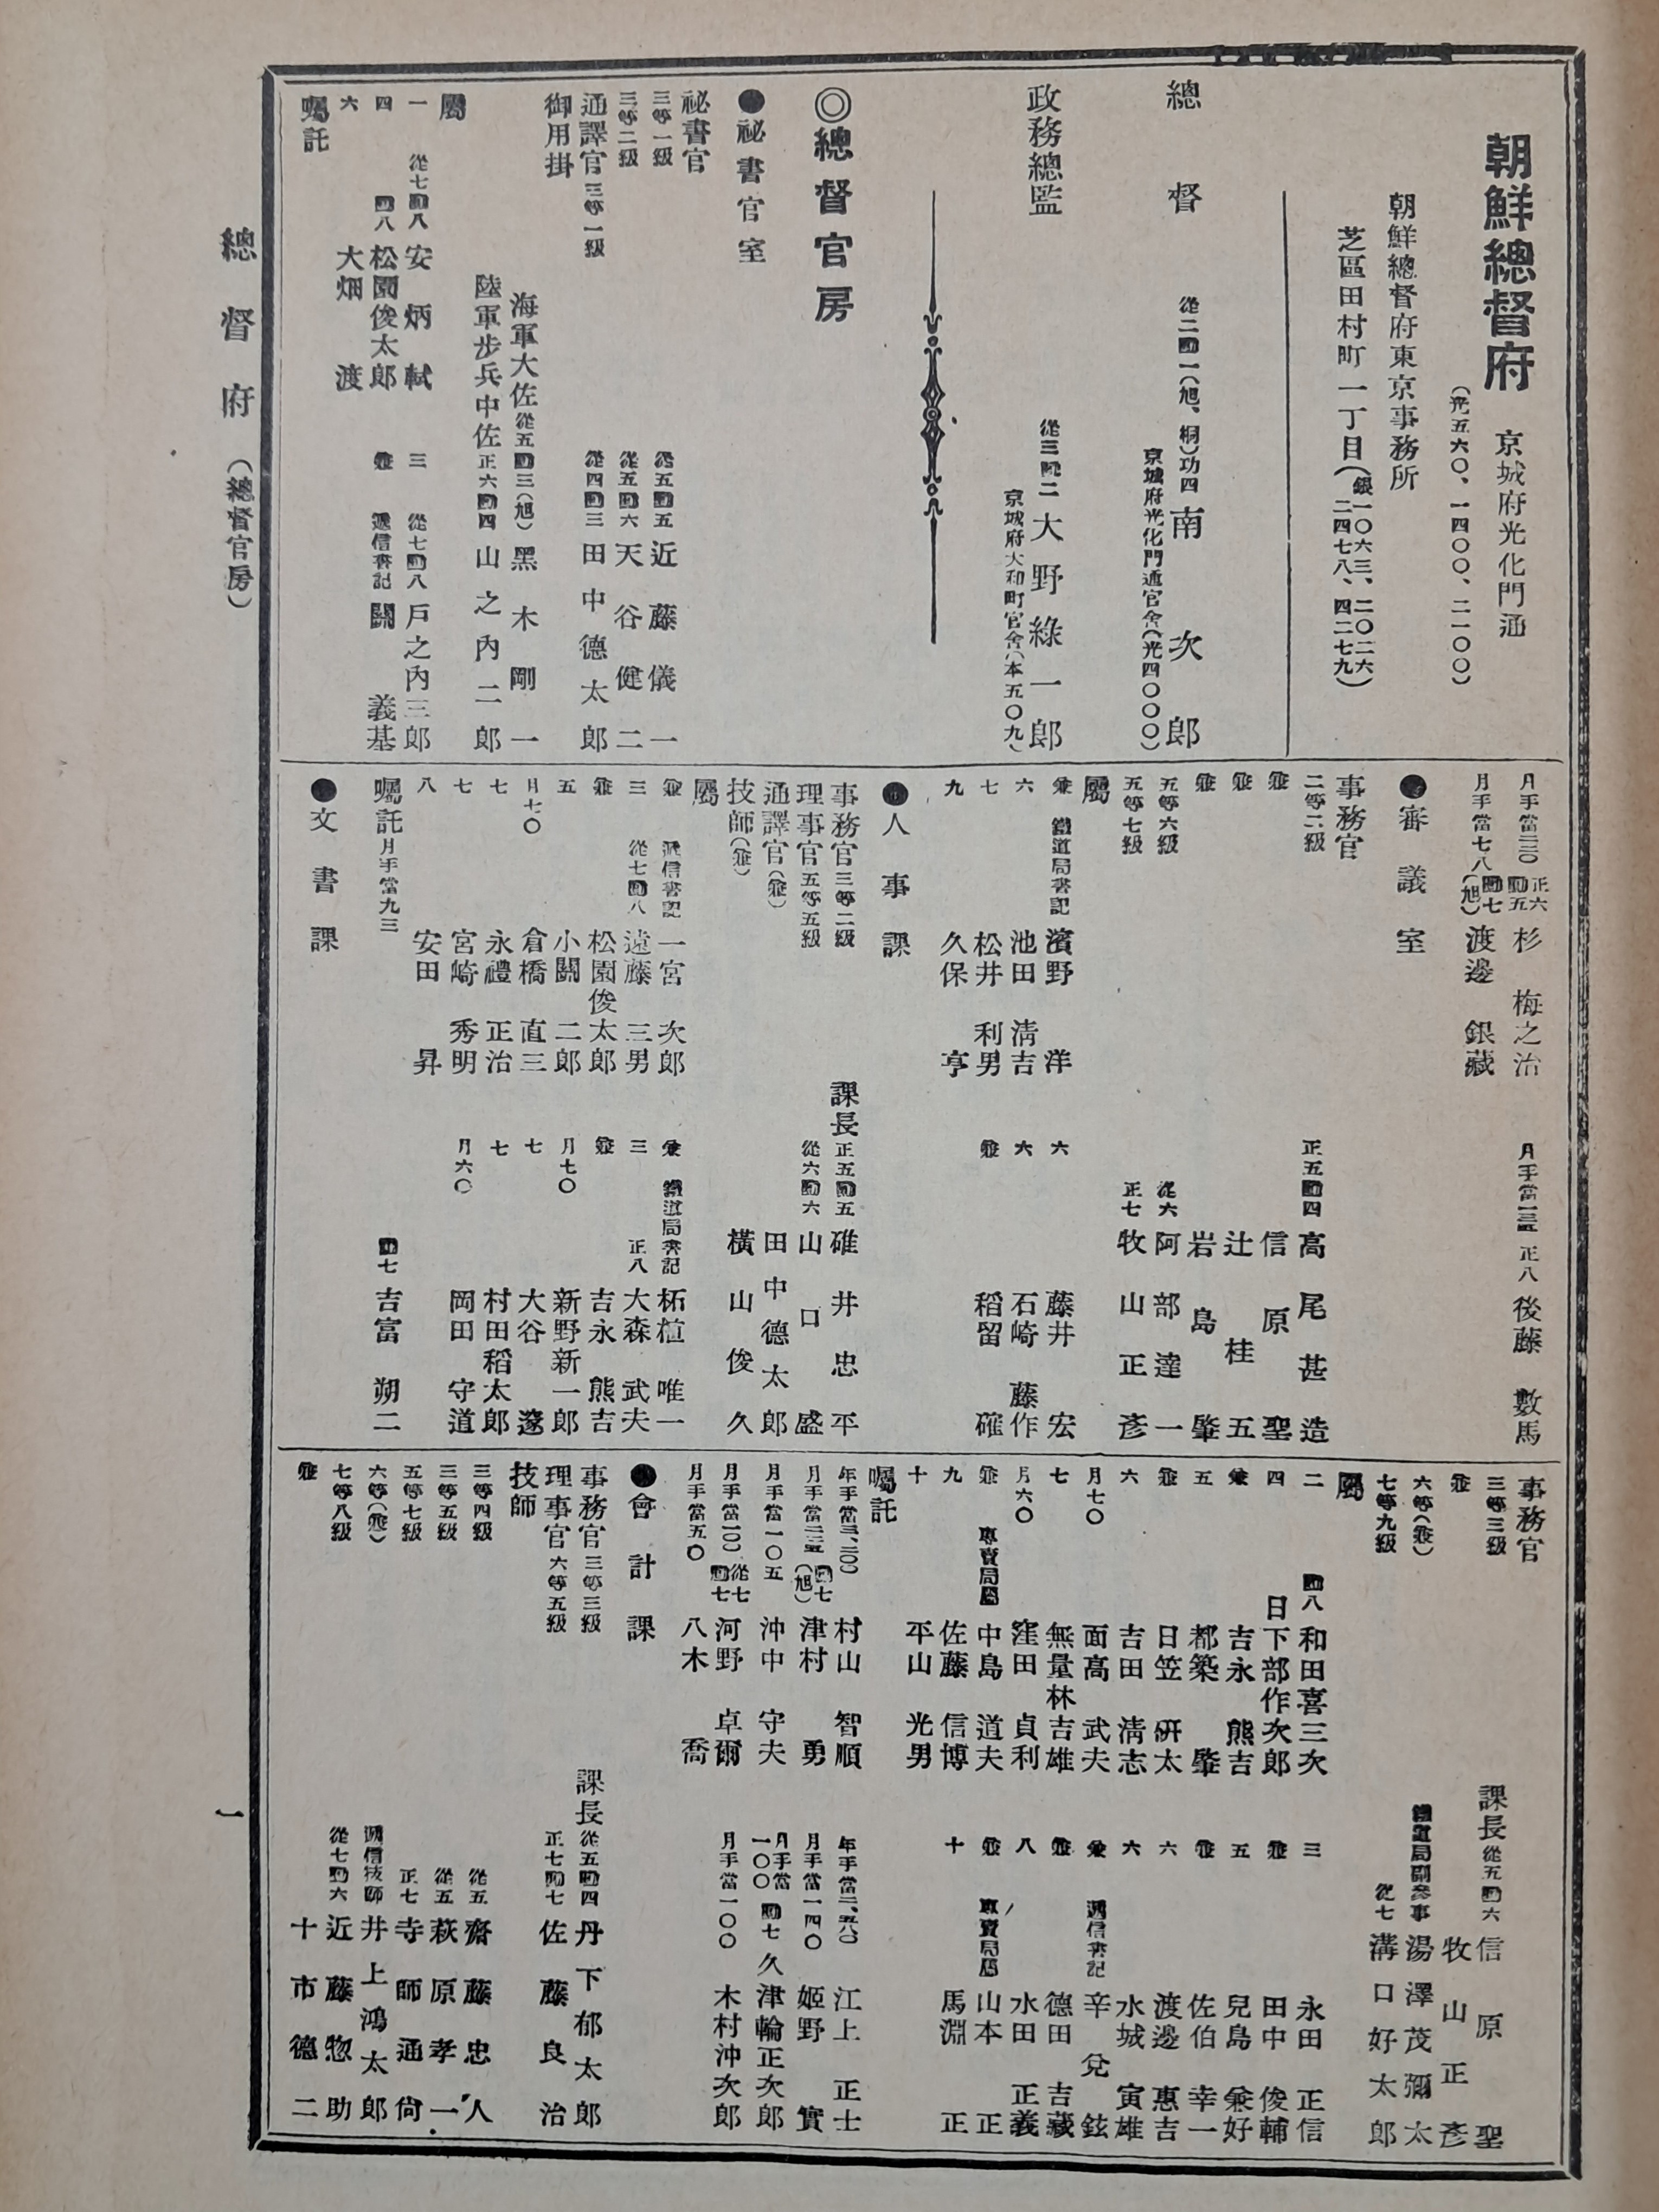 朝鮮總督府 京城府光化門通
(光五六〇、一四〇〇、二一〇〇)
朝鮮總督府東京事務所
芝區田村町一丁目(銀一〇六三、二〇二六、二四七八、四二七九)
總督 從二勳一(旭、桐)功四 南次郎
京城府光化門通官舍(光四〇〇〇)
政務總監 從三勳二 大野綠一郎
京城府大和町官舍(本五〇九)
◎總督官房
●祕書官室
祕書官
三等一級 從五勳五 近藤儀一
三等二級 從五勳六 天谷健二
通譯官 三等一級 從四勳三 田中德太郎
御用掛
海軍大佐 從五勳三(旭) 黑木剛一
陸軍步兵中佐 正六勳四 山之內二郎
屬
一 從七勳八 安炳軾 三 從七勳八 戶之內三郎
四 勳八 松園俊太郎 兼 遞信書記 關義基
六 大畑渡
囑託
月手當 正六勳五 杉梅之治 月手當 正八 後藤數馬
月手當七八 勳七(旭) 渡邊銀藏
●審議室
事務官
二等二級 正五勳四 高尾甚造
兼 信原聖
兼 辻桂五
兼 岩島肇
五等六級 從六 阿部達一
五等七級 正七 牧山正彥
屬
兼 鐵道局書記 濱野洋 六 藤井宏
六 池田淸吉 六 石崎藤作
七 松井利男 兼 稻留確
九 久保亨
●人事課
事務官 三等二級 課長 正五勳五 碓井忠平
理事官 五等五級 從六勳六 山口盛
通譯官(兼) 田中德太郎
技師(兼) 橫山俊久
屬
兼 遞信書記 一宮次郎 兼 鐵道局書記 柘植唯一
三 從七勳八 遠藤三男 三 正八 大森武夫
兼 松園俊太郎 兼 吉永熊吉
五 小關二郎 月七〇 新野新一郎
月七〇 倉橋直三 七 大谷邃
七 永禮正治 七 村田稻太郎
七 宮崎秀明 月六〇 岡田守道
八 安田昇
囑託 月手當九三 勳七 吉富朔二
●文書課
事務官
三等三級 課長 從五勳六 信原聖
兼 牧山正彥
六等(兼) 鐵道局副參事 湯澤茂彌太
七等九級 從七 溝口好太郎
屬
二 勳八 和田喜三次 三 永田正信
四 日下部作次郎 兼 田中俊輔
兼 吉永熊吉 五 兒島兼好
五 都築肇 兼 佐伯幸一
兼 日笠硏太 六 渡邊惠吉
六 吉田淸志 六 水城寅雄
月七〇 面高武夫 兼 遞信書記 辛兌鉉
七 無量林吉雄 兼 德田吉藏
月六〇 窪田貞利 八 水田正義
兼 專賣局屬 中島道夫 兼 專賣局屬 山本正
九 佐藤信博 十 馬淵正
十 平山光男
囑託
年手當 村山智順 年手當 江上正士
月手當 勳七(旭) 津村勇 月手當一四〇 姬野實
月手當一〇五 沖中守夫 月手當一〇〇 勳七 久津輪正次郎
月手當 從七勳七 河野卓爾 月手當一〇〇 木村沖次郎
月手當五〇 八木喬
●會計課
事務官 三等三級 課長 從五勳四 丹下郁太郎
理事官 六等五級 正七勳七 佐藤良治
技師
三等四級 從五 齋藤忠人
三等五級 從五 萩原孝一
五等七級 正七 寺師通尙
六等(兼) 遞信技師 井上鴻太郎
七等八級 從七勳六 近藤惣助
兼 十市德二
總督府(總督官房)
一